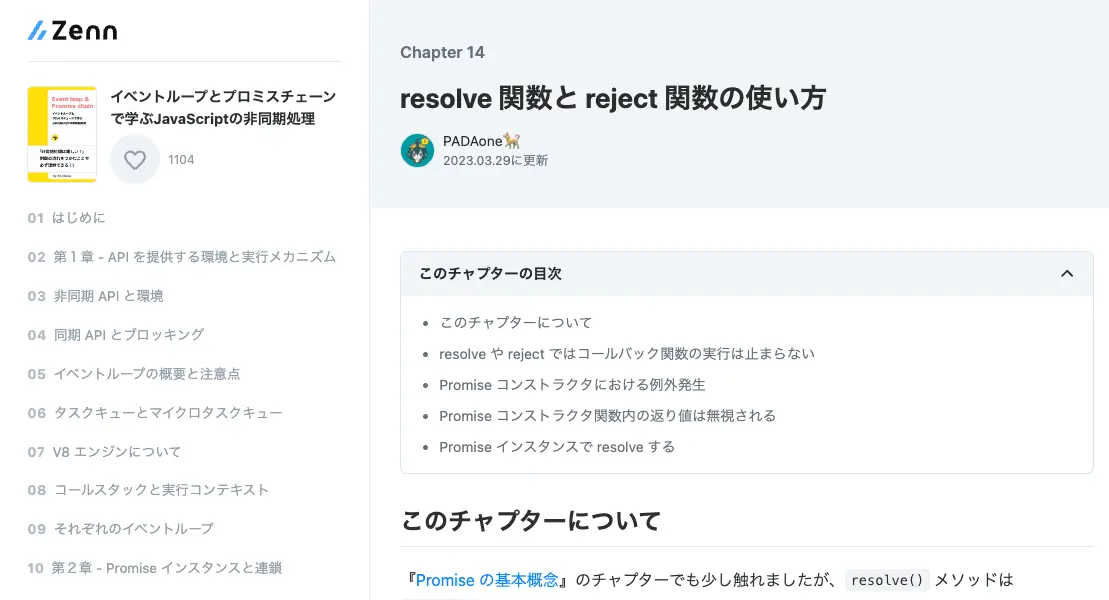 Zenn
Event loop &
Promise chain
イベントループとプロミスチェーン
で学ぶJavaScriptの非同期処理
1104
01 はじめに
02 第 1 章 - API を提供する環境と実行メカニズム
03 非同期 API と環境
04 同期 API とブロッキング
05 イベントループの概要と注意点
06 タスクキューとマイクロタスクキュー
07 V8 エンジンについて
08 コールスタックと実行コンテキスト
09 それぞれのイベントループ
10 第 2 章 - Promise インスタンスと連鎖
Chapter 14
resolve 関数と reject 関数の使い方
PADAone🐕
2023.03.29に更新
このチャプターの目次
このチャプターについて
resolve や reject ではコールバック関数の実行は止まらない
Promise コンストラクタにおける例外発生
Promise コンストラクタ関数内の返り値は無視される
Promise インスタンスで resolve する
このチャプターについて
『Promise の基本概念』のチャプターでも少し触れましたが、 resolve() メソッドは